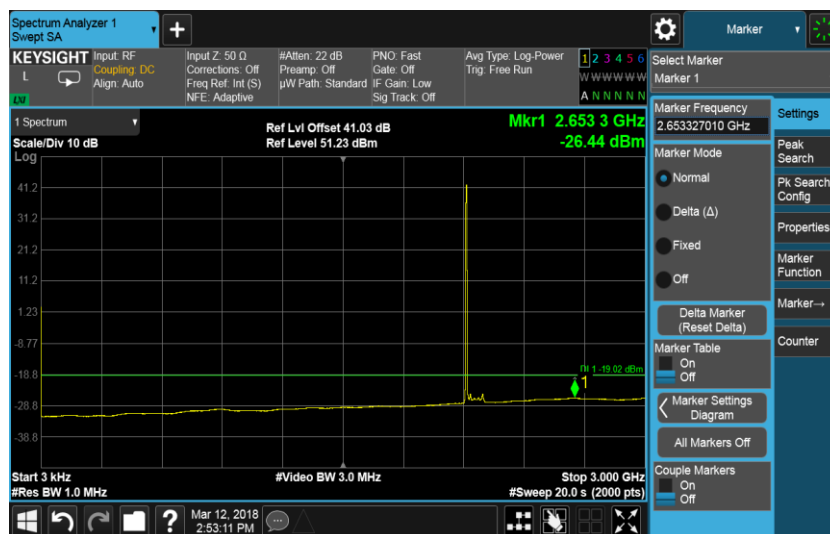 Spectrum Analyzer 1
Swept SA
+
Marker
KEYSIGHT
L
LXI
Input: RF
Coupling: DC
Align: Auto
Input Z: 50 Ω
Corrections: Off
Freq Ref: Int (S)
NFE: Adaptive
#Atten: 22 dB
Preamp: Off
µW Path: Standard
PNO: Fast
Gate: Off
IF Gain: Low
Sig Track: Off
Avg Type: Log-Power
Trig: Free Run
1 2 3 4 5 6
W W W W W W
A N N N N N
Select Marker
Marker 1
1 Spectrum
Scale/Div 10 dB
Ref Lvl Offset 41.03 dB
Ref Level 51.23 dBm
Mkr1 2.653 3 GHz
-26.44 dBm
Log
41.2
31.2
21.2
11.2
1.23
-8.77
-18.8
-28.8
-38.8
DL1 -19.02 dBm
1
Start 3 kHz
#Res BW 1.0 MHz
#Video BW 3.0 MHz
Stop 3.000 GHz
#Sweep 20.0 s (2000 pts)
Marker Frequency
2.653327010 GHz
Marker Mode
Normal
Delta (Δ)
Fixed
Off
Delta Marker
(Reset Delta)
Marker Table
On
Off
Marker Settings
Diagram
All Markers Off
Couple Markers
On
Off
Settings
Peak
Search
Pk Search
Config
Properties
Marker
Function
Marker→
Counter
?
Mar 12, 2018
2:53:11 PM